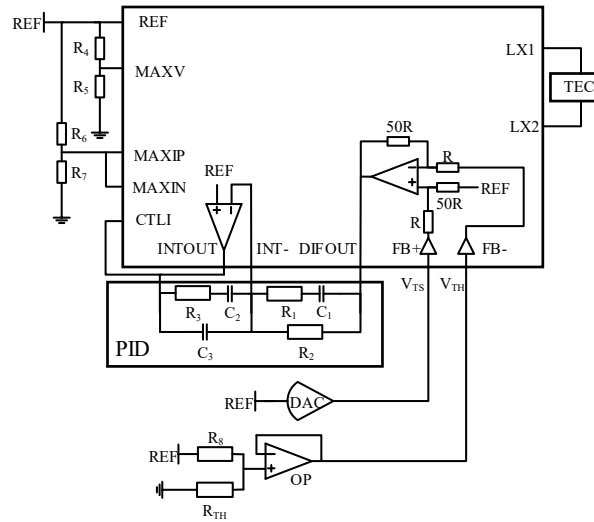 REF
REF
R4
MAXV
R5
R6
MAXIP
R7
MAXIN
CTLI
REF
+
−
INTOUT
INT-
DIFOUT
LX1
TEC
LX2
50R
R
−
+
REF
50R
R
FB+
FB-
VTS
VTH
R3
C2
R1
C1
C3
R2
PID
REF
DAC
REF
R8
−
+
OP
RTH